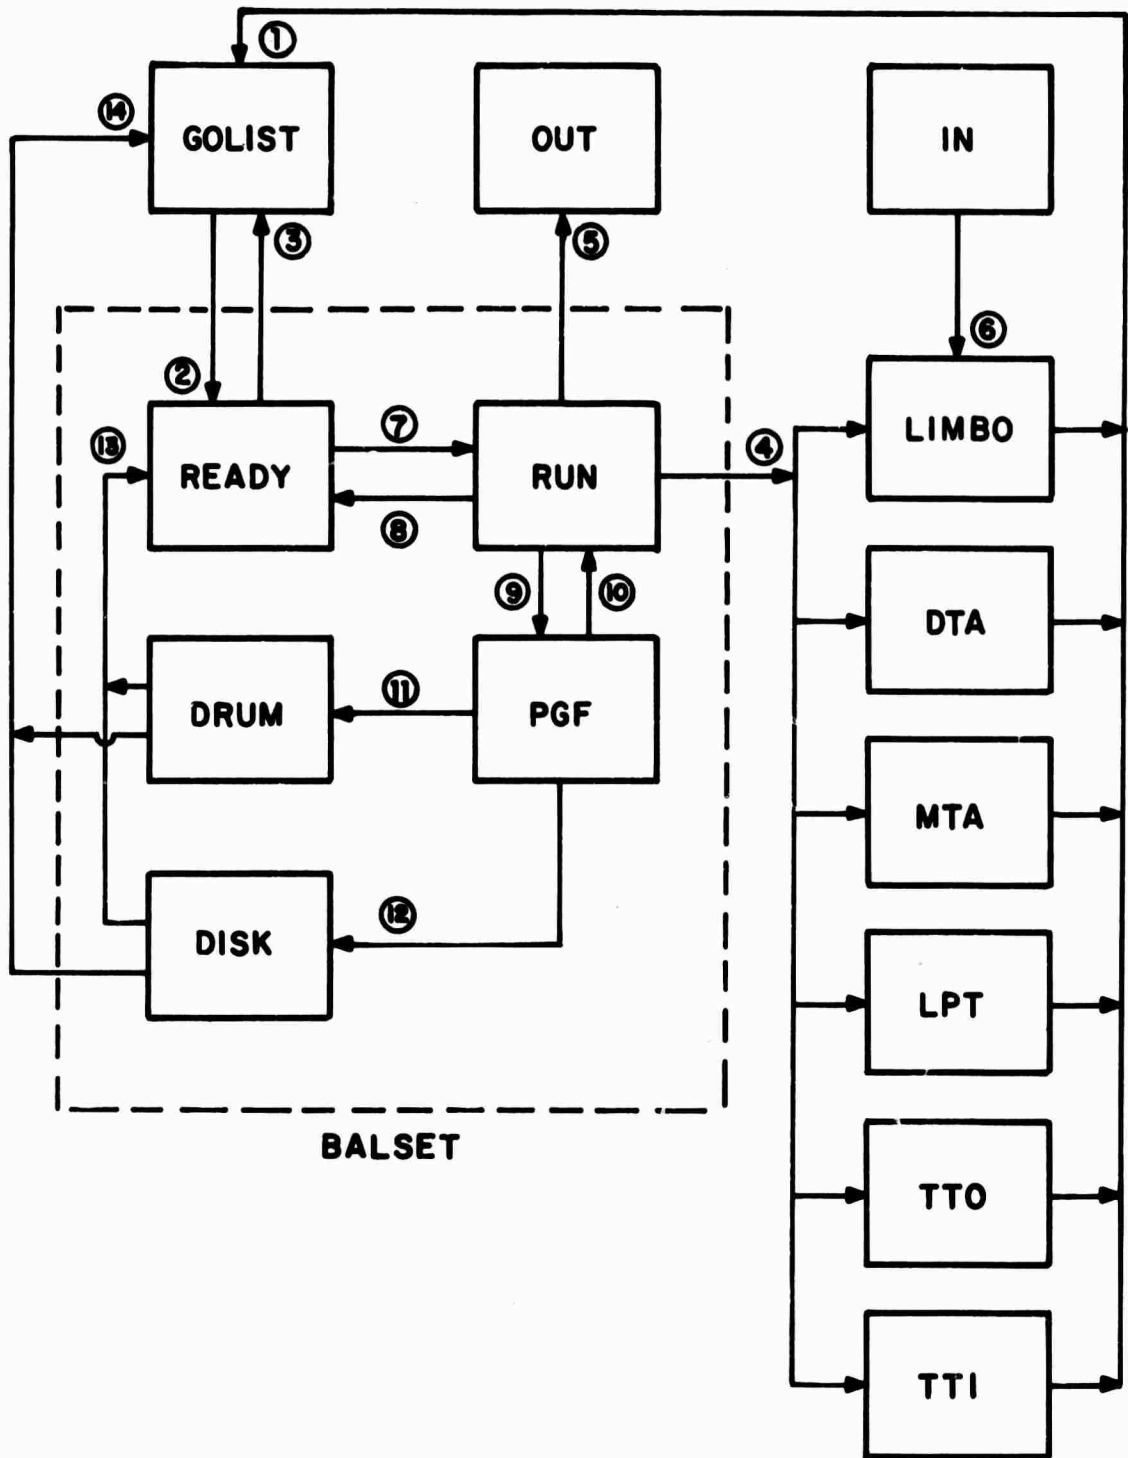 ①
⑭
GOLIST
OUT
IN
③
⑤
⑥
②
⑬
READY
⑦
RUN
④
LIMBO
⑧
⑨
⑩
DTA
DRUM
⑪
PGF
MTA
DISK
⑫
LPT
BALSET
TTO
TTI